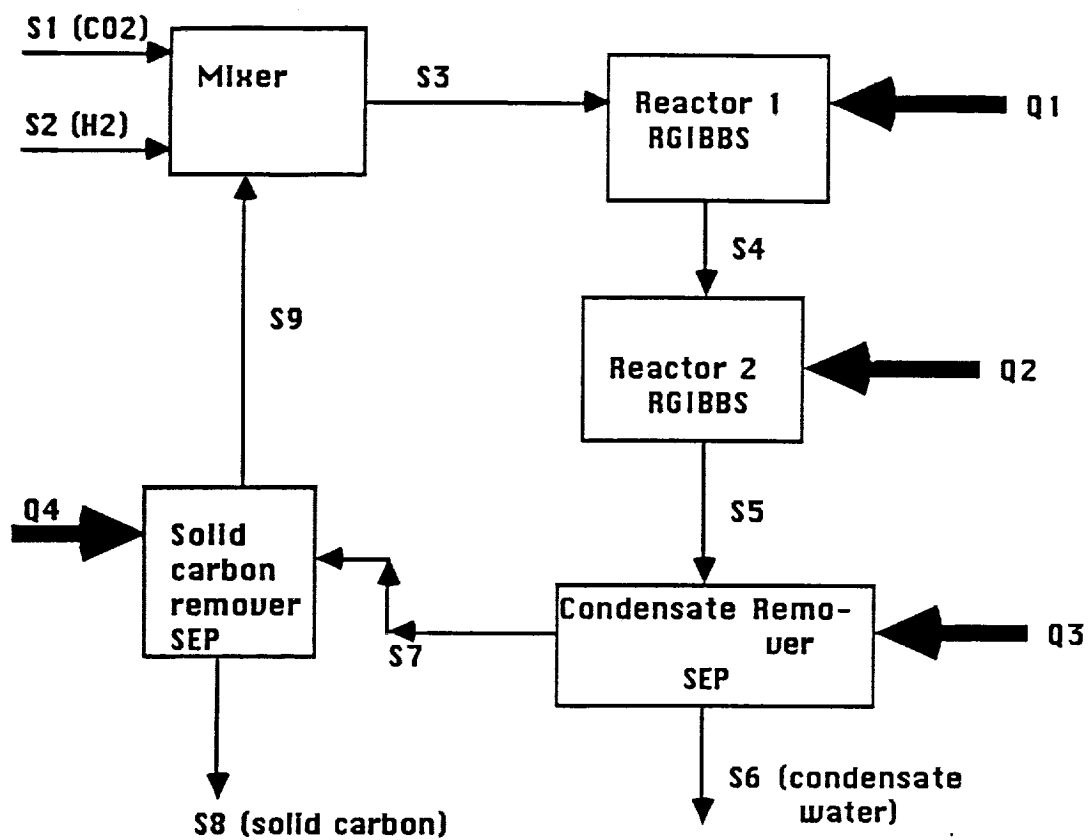 S1 (CO2)
Mixer
S3
S2 (H2)
Reactor 1
RGIBBS
Q1
S4
S9
Reactor 2
RGIBBS
Q2
Q4
S5
Solid
carbon
remover
SEP
Condensate Remo-
ver
SEP
Q3
S7
S6 (condensate
water)
S8 (solid carbon)